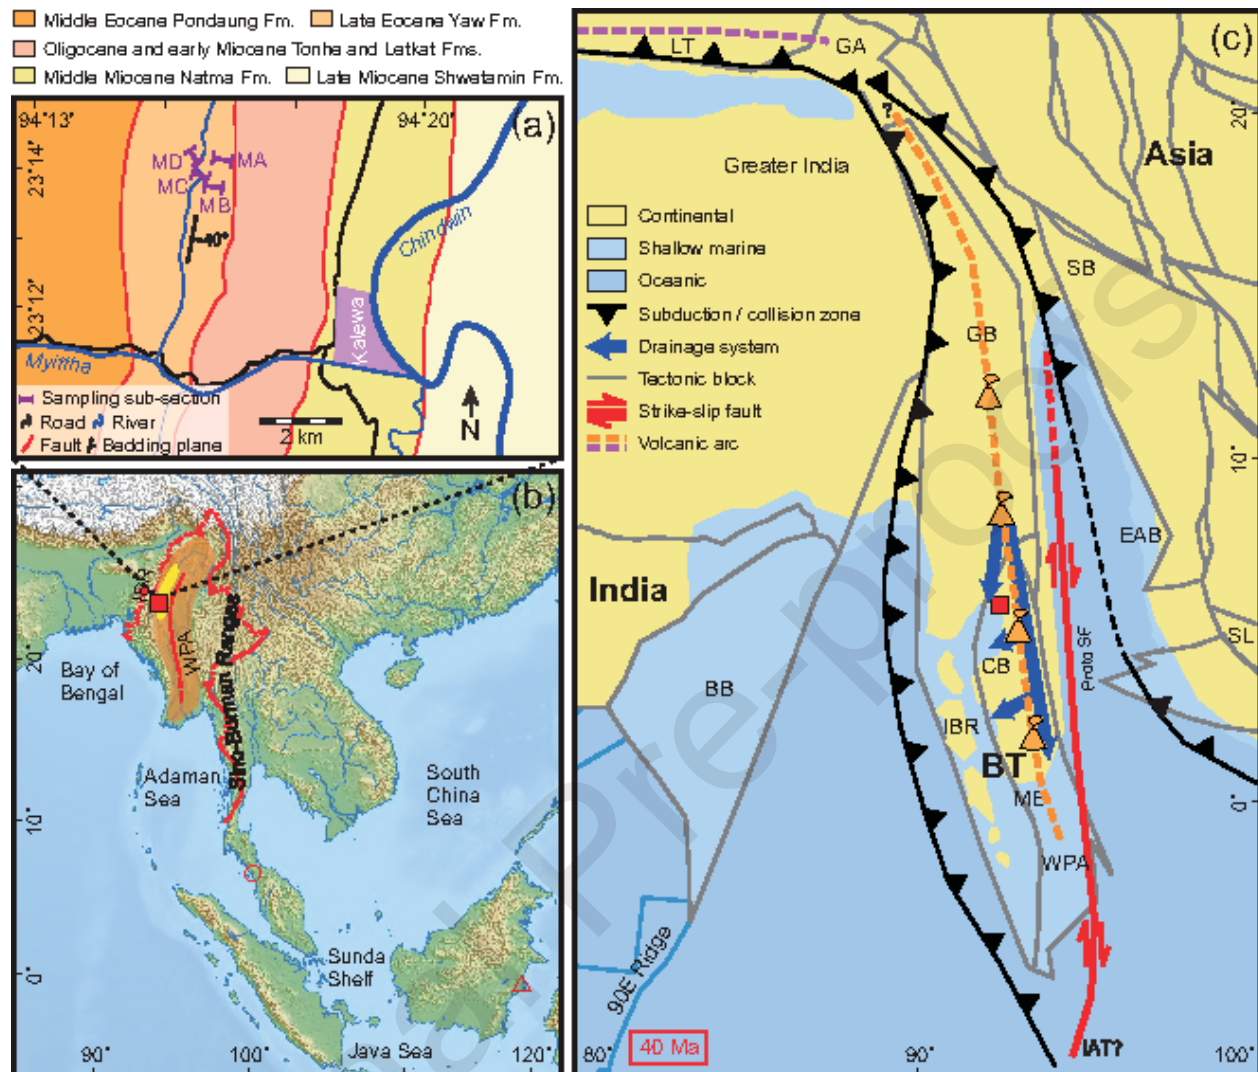 Middle Eocene Pondaung Fm. Late Eocene Yaw Fm.
Oligocene and early Miocene Tonhe and Letkat Fms.
Middle Miocene Natma Fm. Late Miocene Shwetamin Fm.
(a)
94°13' 94°20'
23°14'
23°12'
MD MA
MC
MB
40°
Chindwin
Kalewa
Myittha
Sampling sub-section
Road River
Fault Bedding plane
2 km
N
(b)
IBR
WPA
Sino-Burman Ranges
Bay of
Bengal
Adaman
Sea
South
China
Sea
Sunda
Shelf
Java Sea
20°
10°
0°
90° 100° 120°
(c)
LT GA
?
Asia
Greater India
Continental
Shallow marine
Oceanic
Subduction / collision zone
Drainage system
Tectonic block
Strike-slip fault
Volcanic arc
SB
GB
EAB
SL
India
BB
CB
IBR
BT
WPA
Proto SF
90E Ridge
40 Ma
IAT?
20°
10°
0°
80° 90° 100°
Pre-proofs